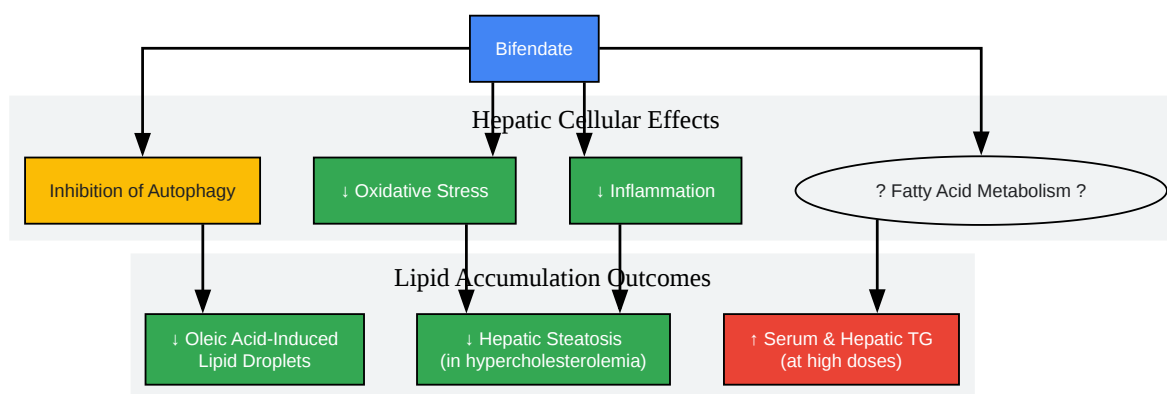 Bifendate
Hepatic Cellular Effects
Inhibition of Autophagy
↓ Oxidative Stress
↓ Inflammation
? Fatty Acid Metabolism ?
Lipid Accumulation Outcomes
↓ Oleic Acid-Induced
Lipid Droplets
↓ Hepatic Steatosis
(in hypercholesterolemia)
↑ Serum & Hepatic TG
(at high doses)